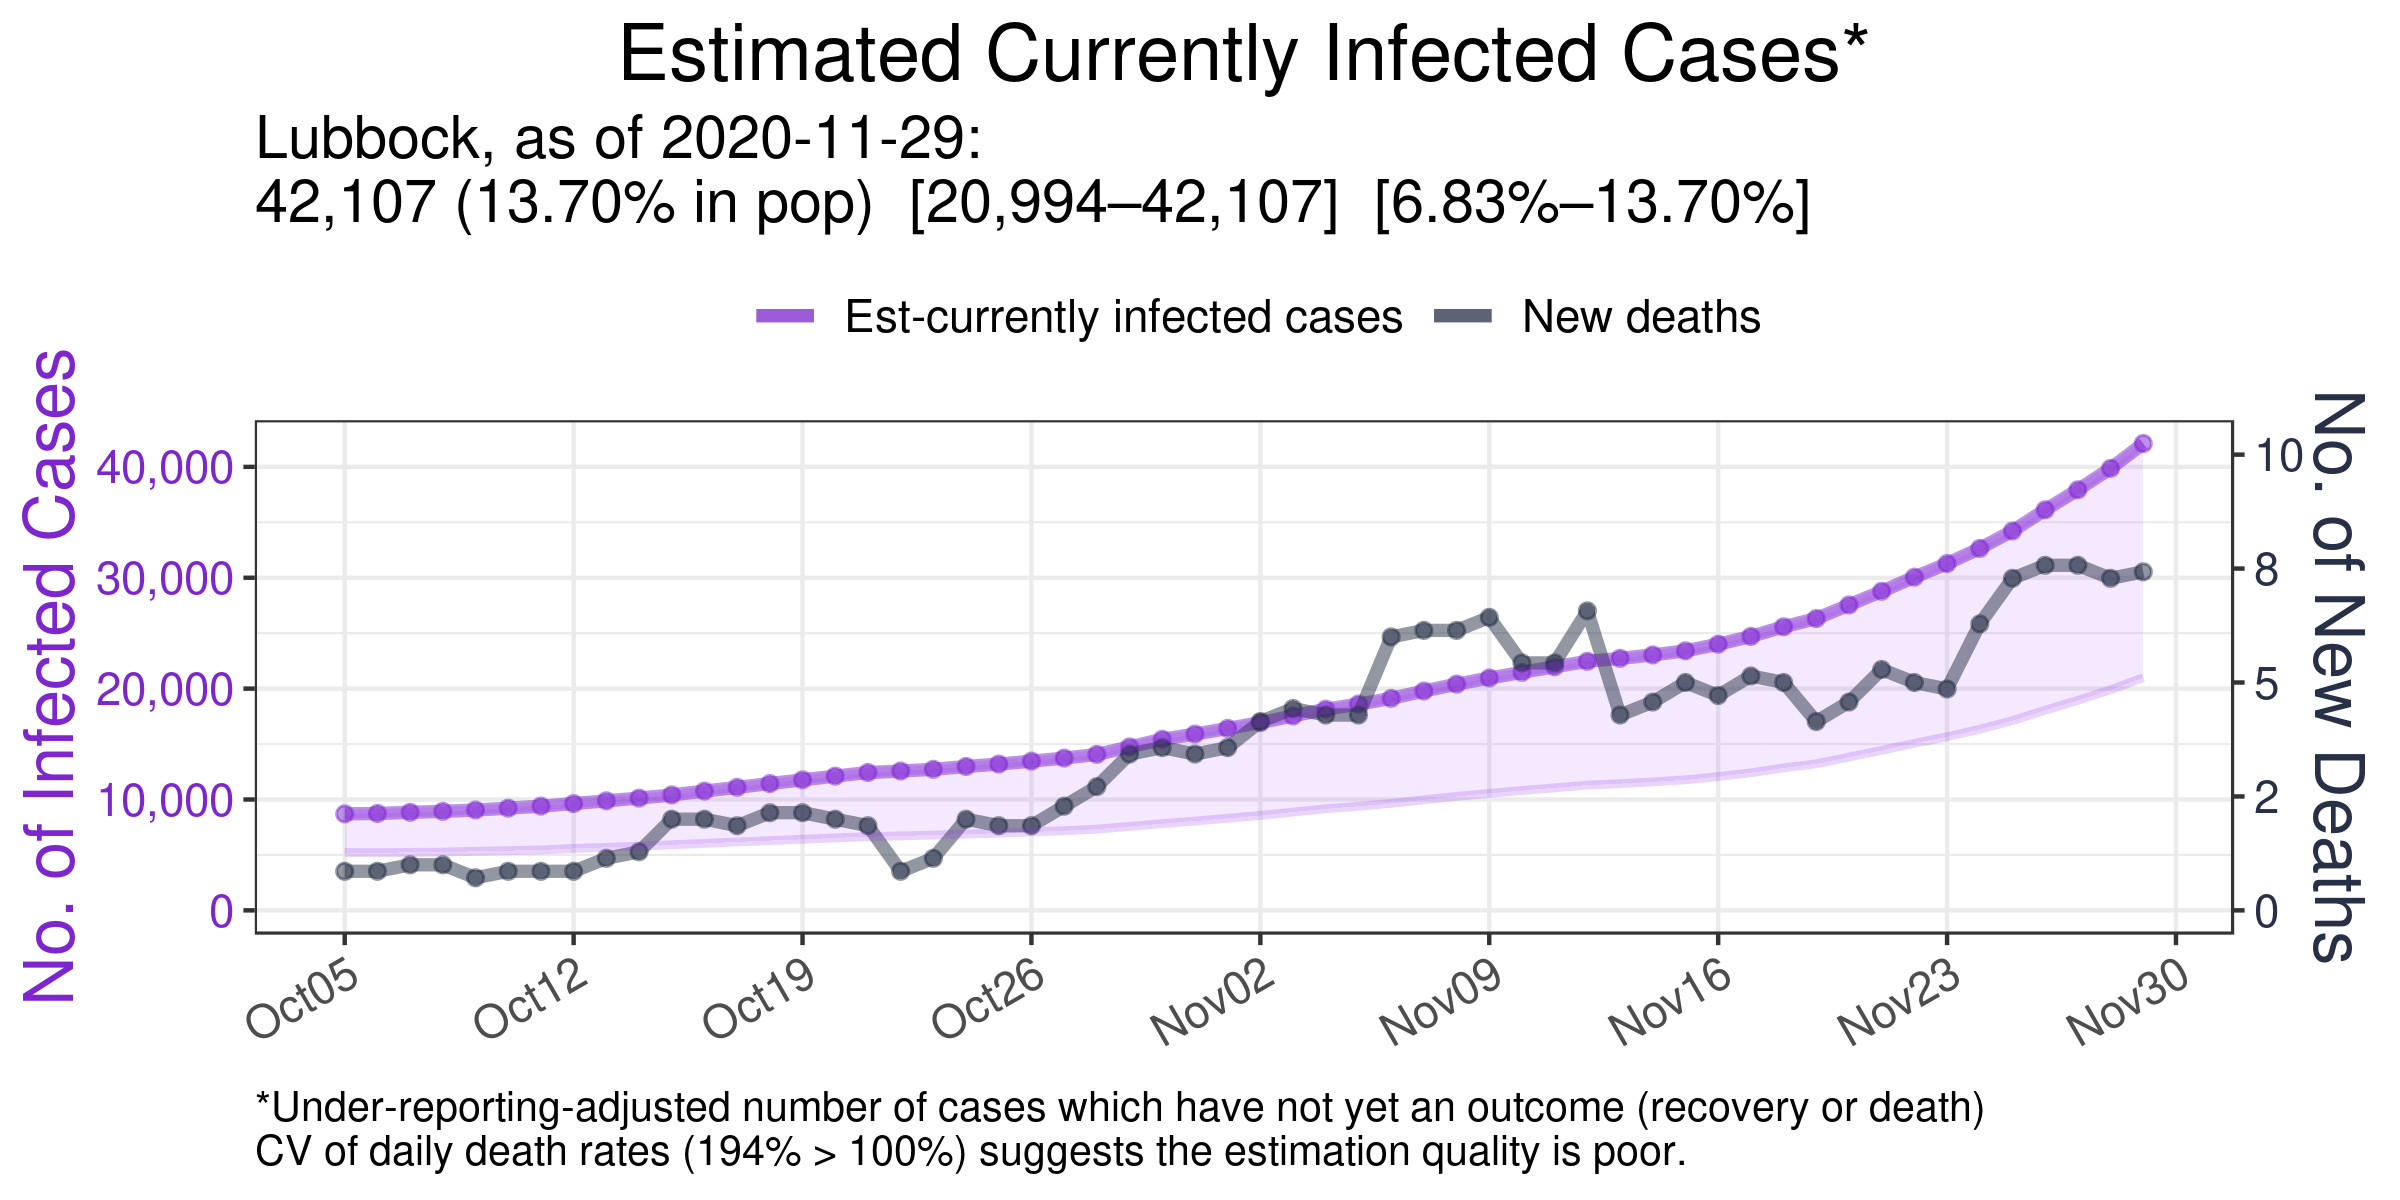 Estimated Currently Infected Cases*
Lubbock, as of 2020-11-29:
42,107 (13.70% in pop)  [20,994–42,107]  [6.83%–13.70%]
Est-currently infected cases
New deaths
No. of Infected Cases
40,000
30,000
20,000
10,000
0
10
8
5
2
0
No. of New Deaths
Oct05
Oct12
Oct19
Oct26
Nov02
Nov09
Nov16
Nov23
Nov30
*Under-reporting-adjusted number of cases which have not yet an outcome (recovery or death)
CV of daily death rates (194% > 100%) suggests the estimation quality is poor.